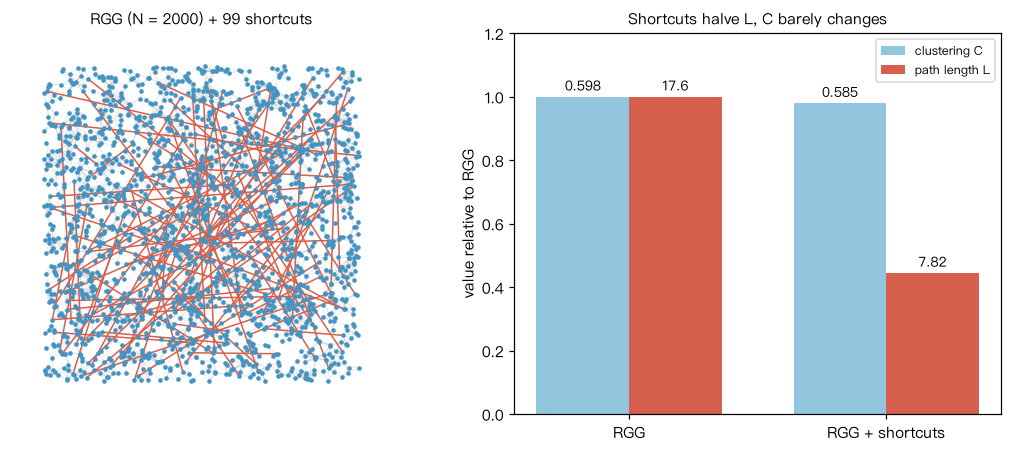 RGG (N = 2000) + 99 shortcuts
Shortcuts halve L, C barely changes
value relative to RGG
1.2
1.0
0.8
0.6
0.4
0.2
0.0
clustering C
path length L
0.598
17.6
0.585
7.82
RGG
RGG + shortcuts